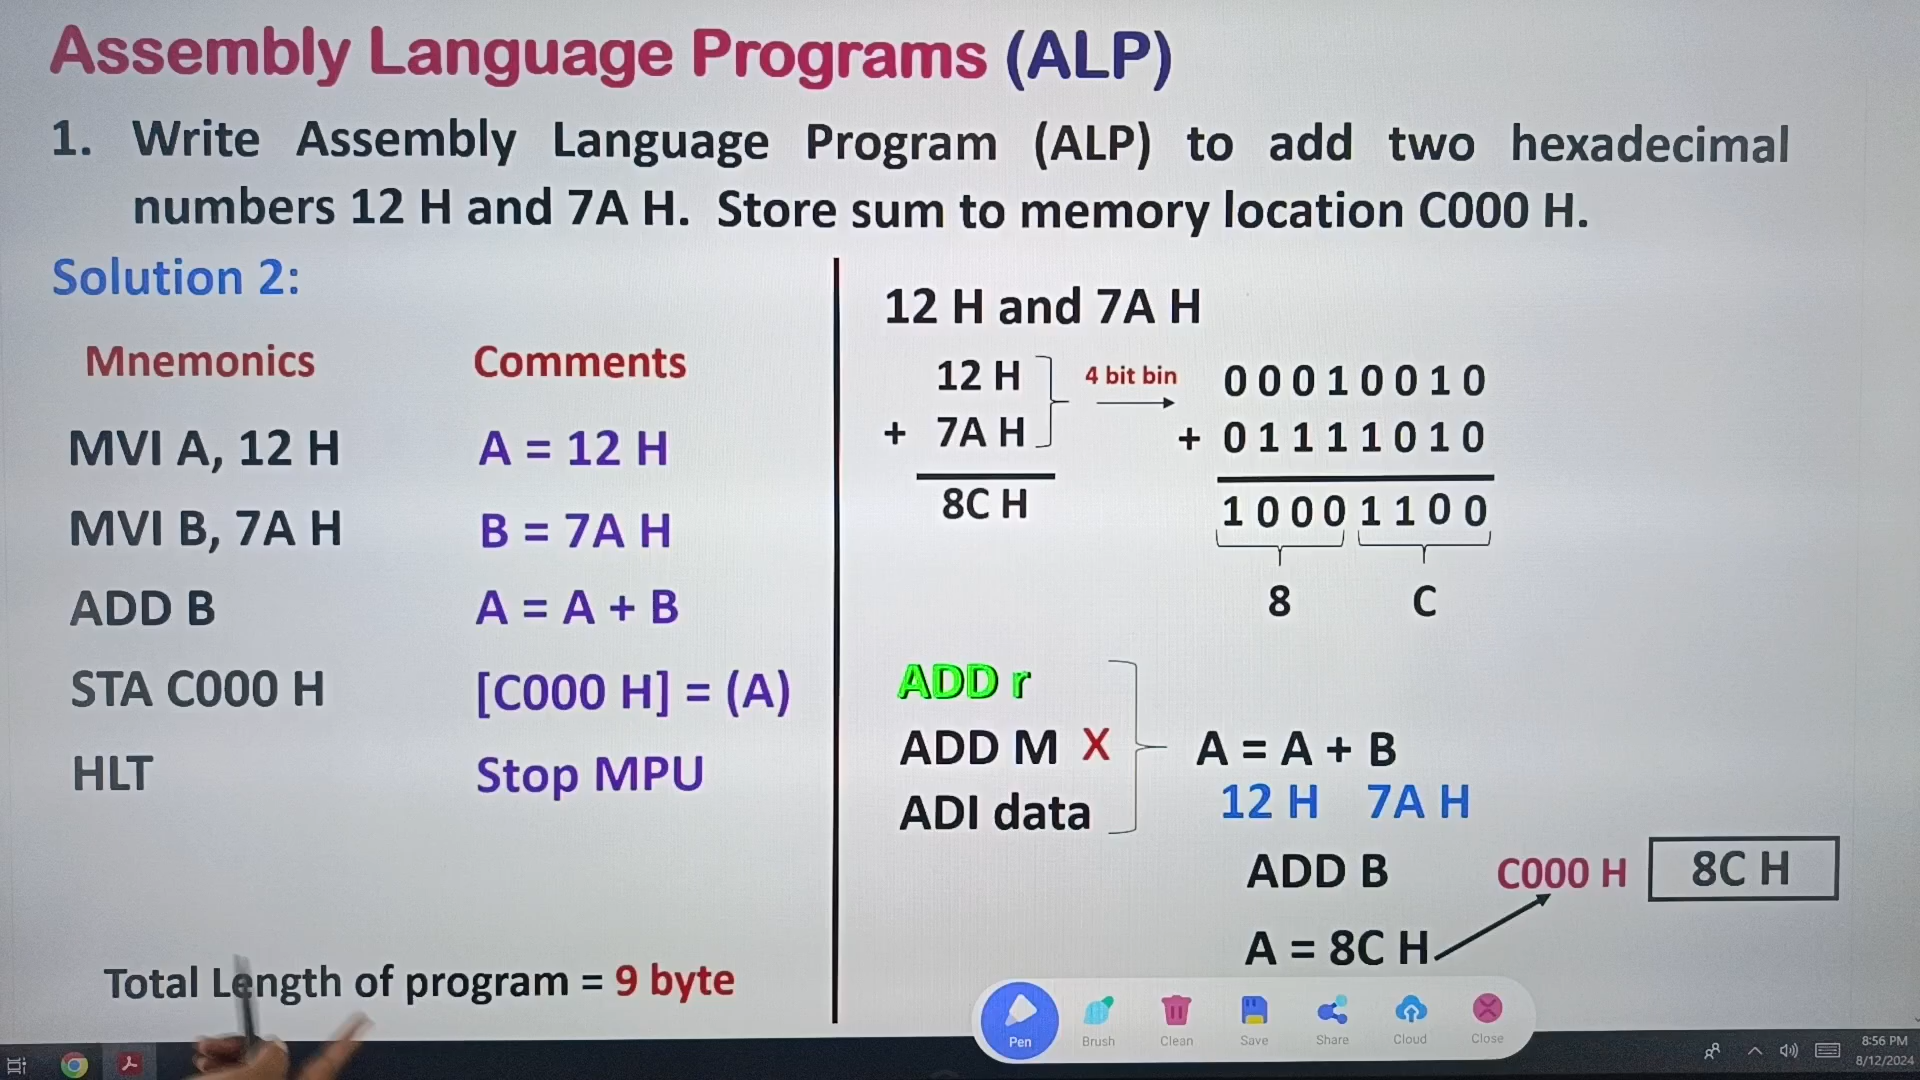 Assembly Language Programs (ALP)
1. Write Assembly Language Program (ALP) to add two hexadecimal
numbers 12 H and 7A H. Store sum to memory location C000 H.
Solution 2:
Mnemonics Comments
MVI A, 12 H A = 12 H
MVI B, 7A H B = 7A H
ADD B A = A + B
STA C000 H [C000 H] = (A)
HLT Stop MPU
Total Length of program = 9 byte
12 H and 7A H
12 H 4 bit bin 0 0 0 1 0 0 1 0
+ 7A H + 0 1 1 1 1 0 1 0
8C H 1 0 0 0 1 1 0 0
8 C
ADD r
ADD M X A = A + B
12 H 7A H
ADI data
ADD B C000 H 8C H
A = 8C H
Pen Brush Clean Save Share Cloud Close
8:56 PM
8/12/2024